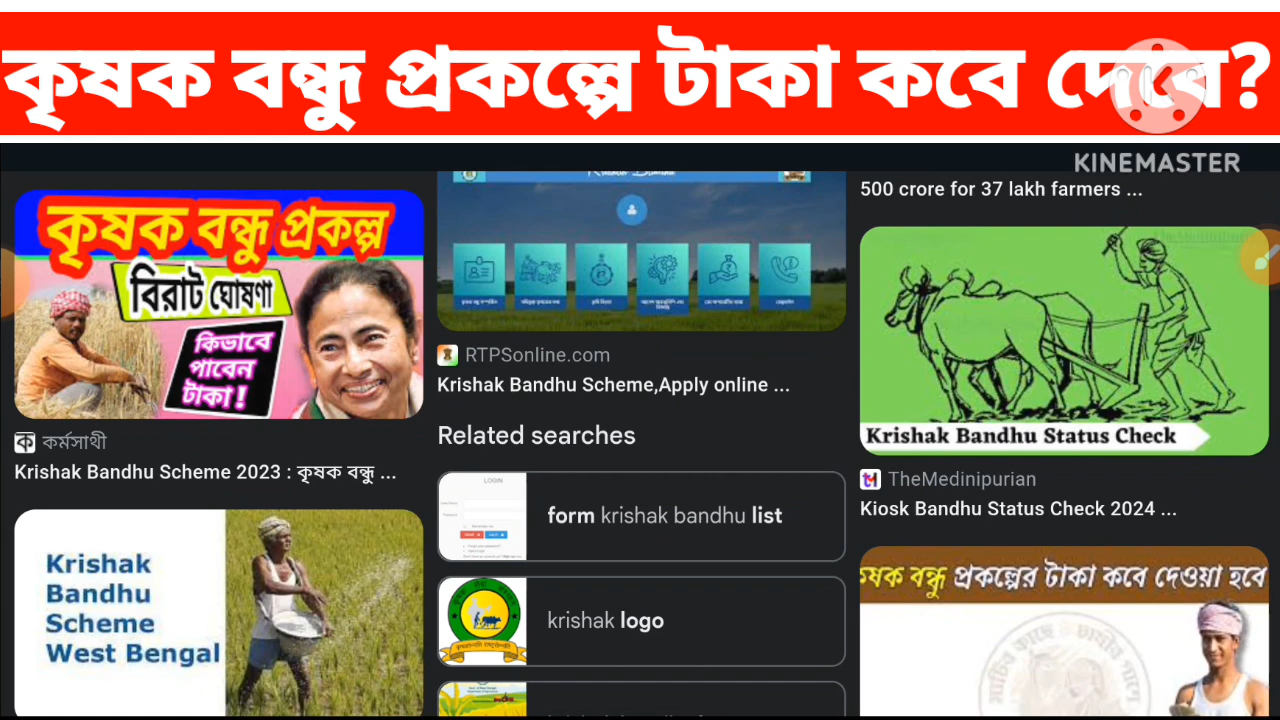 কৃষক বন্ধু প্রকল্পে টাকা কবে দেবে?
KINEMASTER
কৃষক বন্ধু প্রকল্প
বিরাট ঘোষণা
কিভাবে
পাবেন
টাকা!
কর্মসাথী
Krishak Bandhu Scheme 2023 : কৃষক বন্ধু ...
Krishak
Bandhu
Scheme
West Bengal
RTPSonline.com
Krishak Bandhu Scheme,Apply online ...
Related searches
LOGIN
form krishak bandhu list
krishak logo
500 crore for 37 lakh farmers ...
Krishak Bandhu Status Check
TheMedinipurian
Kiosk Bandhu Status Check 2024 ...
বন্ধু প্রকল্পের টাকা কবে দেওয়া হবে